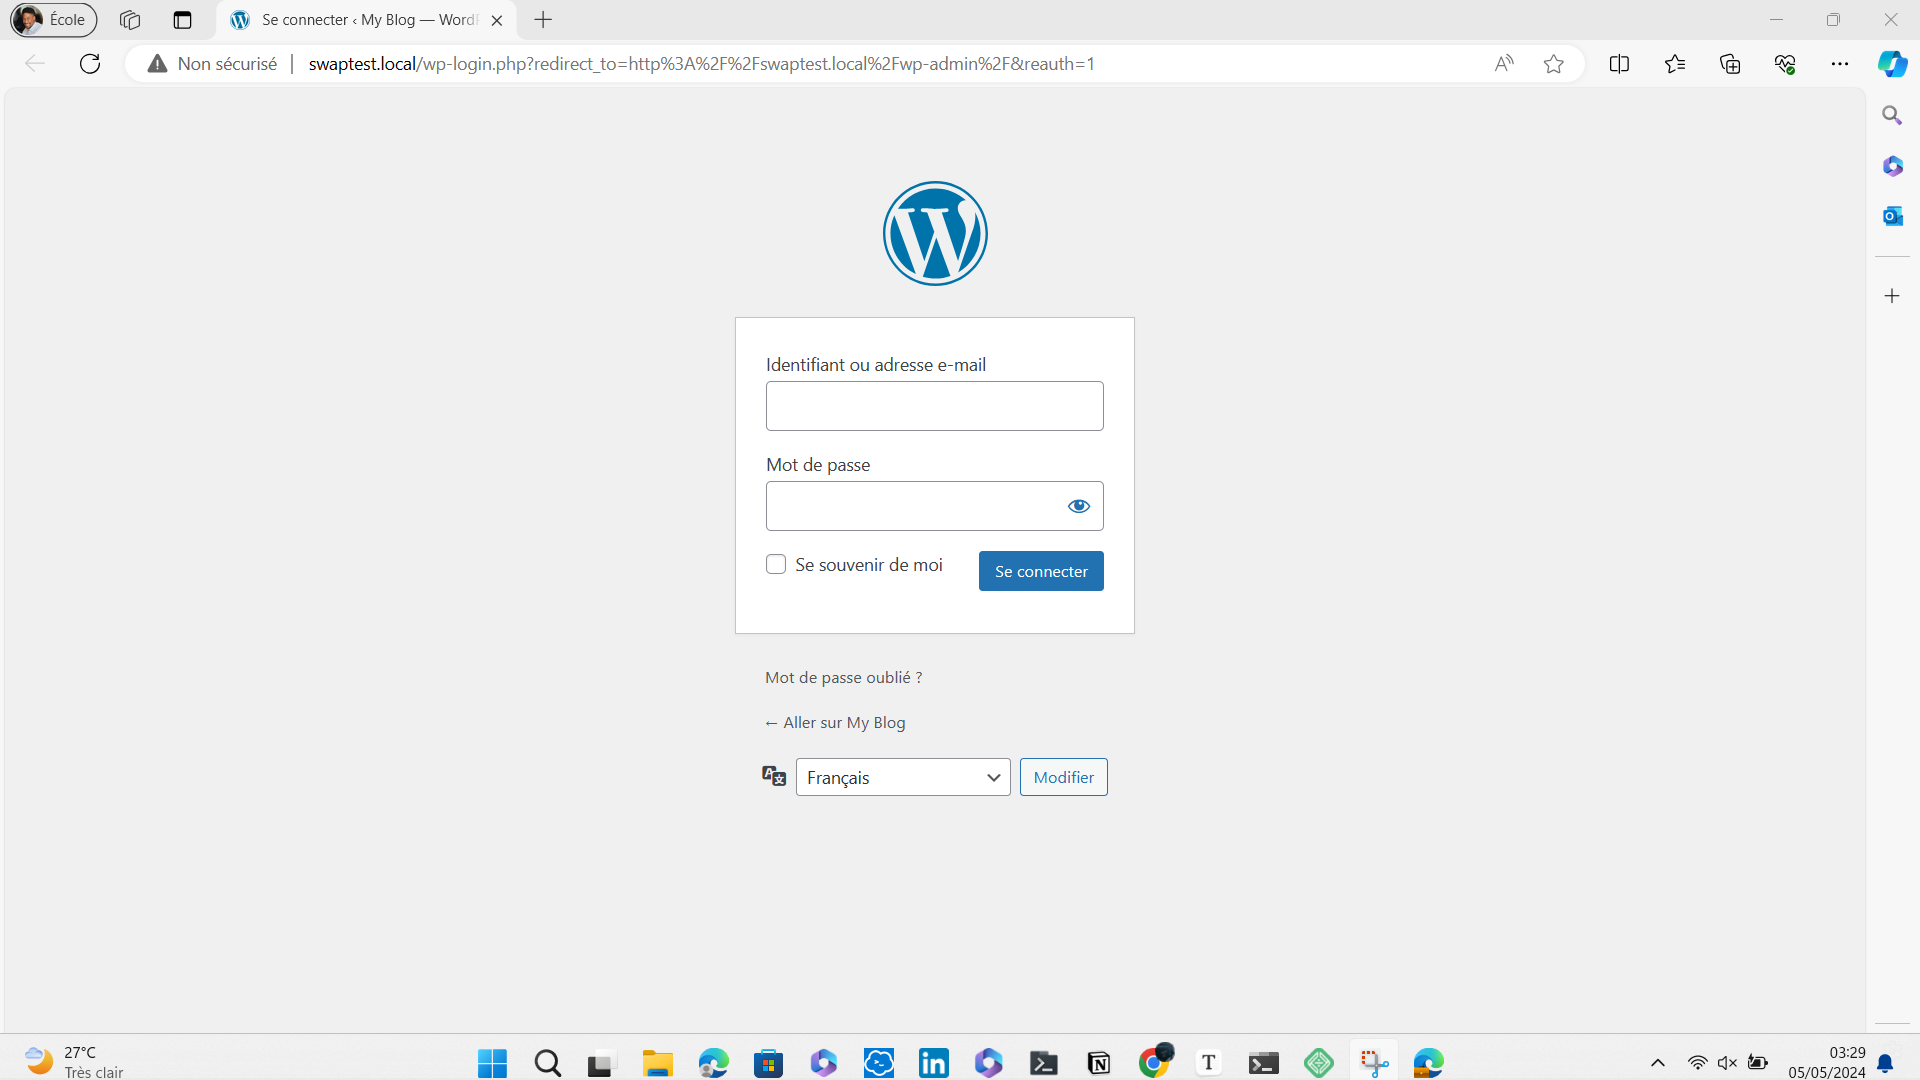 École
Se connecter ‹ My Blog — WordP
Non sécurisé
swaptest.local/wp-login.php?redirect_to=http%3A%2F%2Fswaptest.local%2Fwp-admin%2F&reauth=1
Identifiant ou adresse e-mail
Mot de passe
Se souvenir de moi
Se connecter
Mot de passe oublié ?
← Aller sur My Blog
Français
Modifier
27°C
Très clair
03:29
05/05/2024